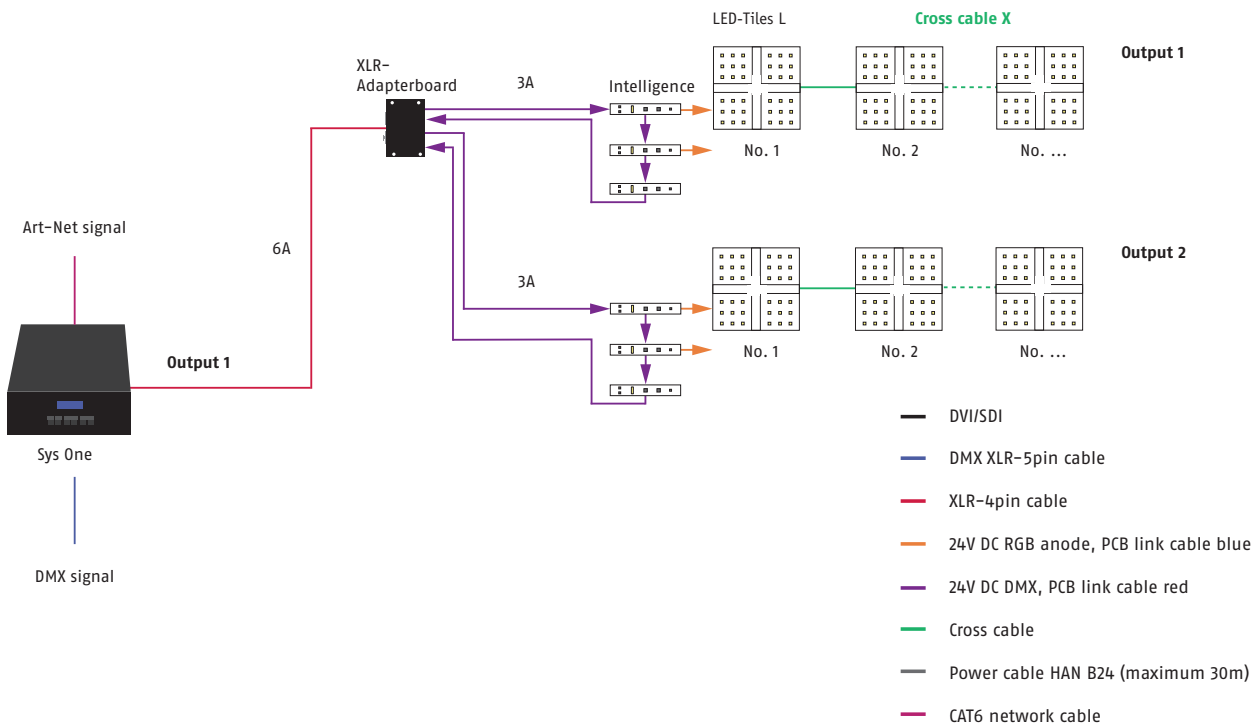 LED-Tiles L
Cross cable X
Output 1
XLR-
Adapterboard
3A
Intelligence
No. 1
No. 2
No. ...
Art-Net signal
6A
Output 2
3A
Output 1
No. 1
No. 2
No. ...
Sys One
DMX signal
DVI/SDI
DMX XLR-5pin cable
XLR-4pin cable
24V DC RGB anode, PCB link cable blue
24V DC DMX, PCB link cable red
Cross cable
Power cable HAN B24 (maximum 30m)
CAT6 network cable